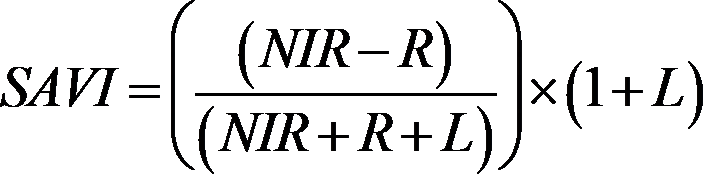 SAVI = ( (NIR − R) / (NIR + R + L) ) × (1 + L)